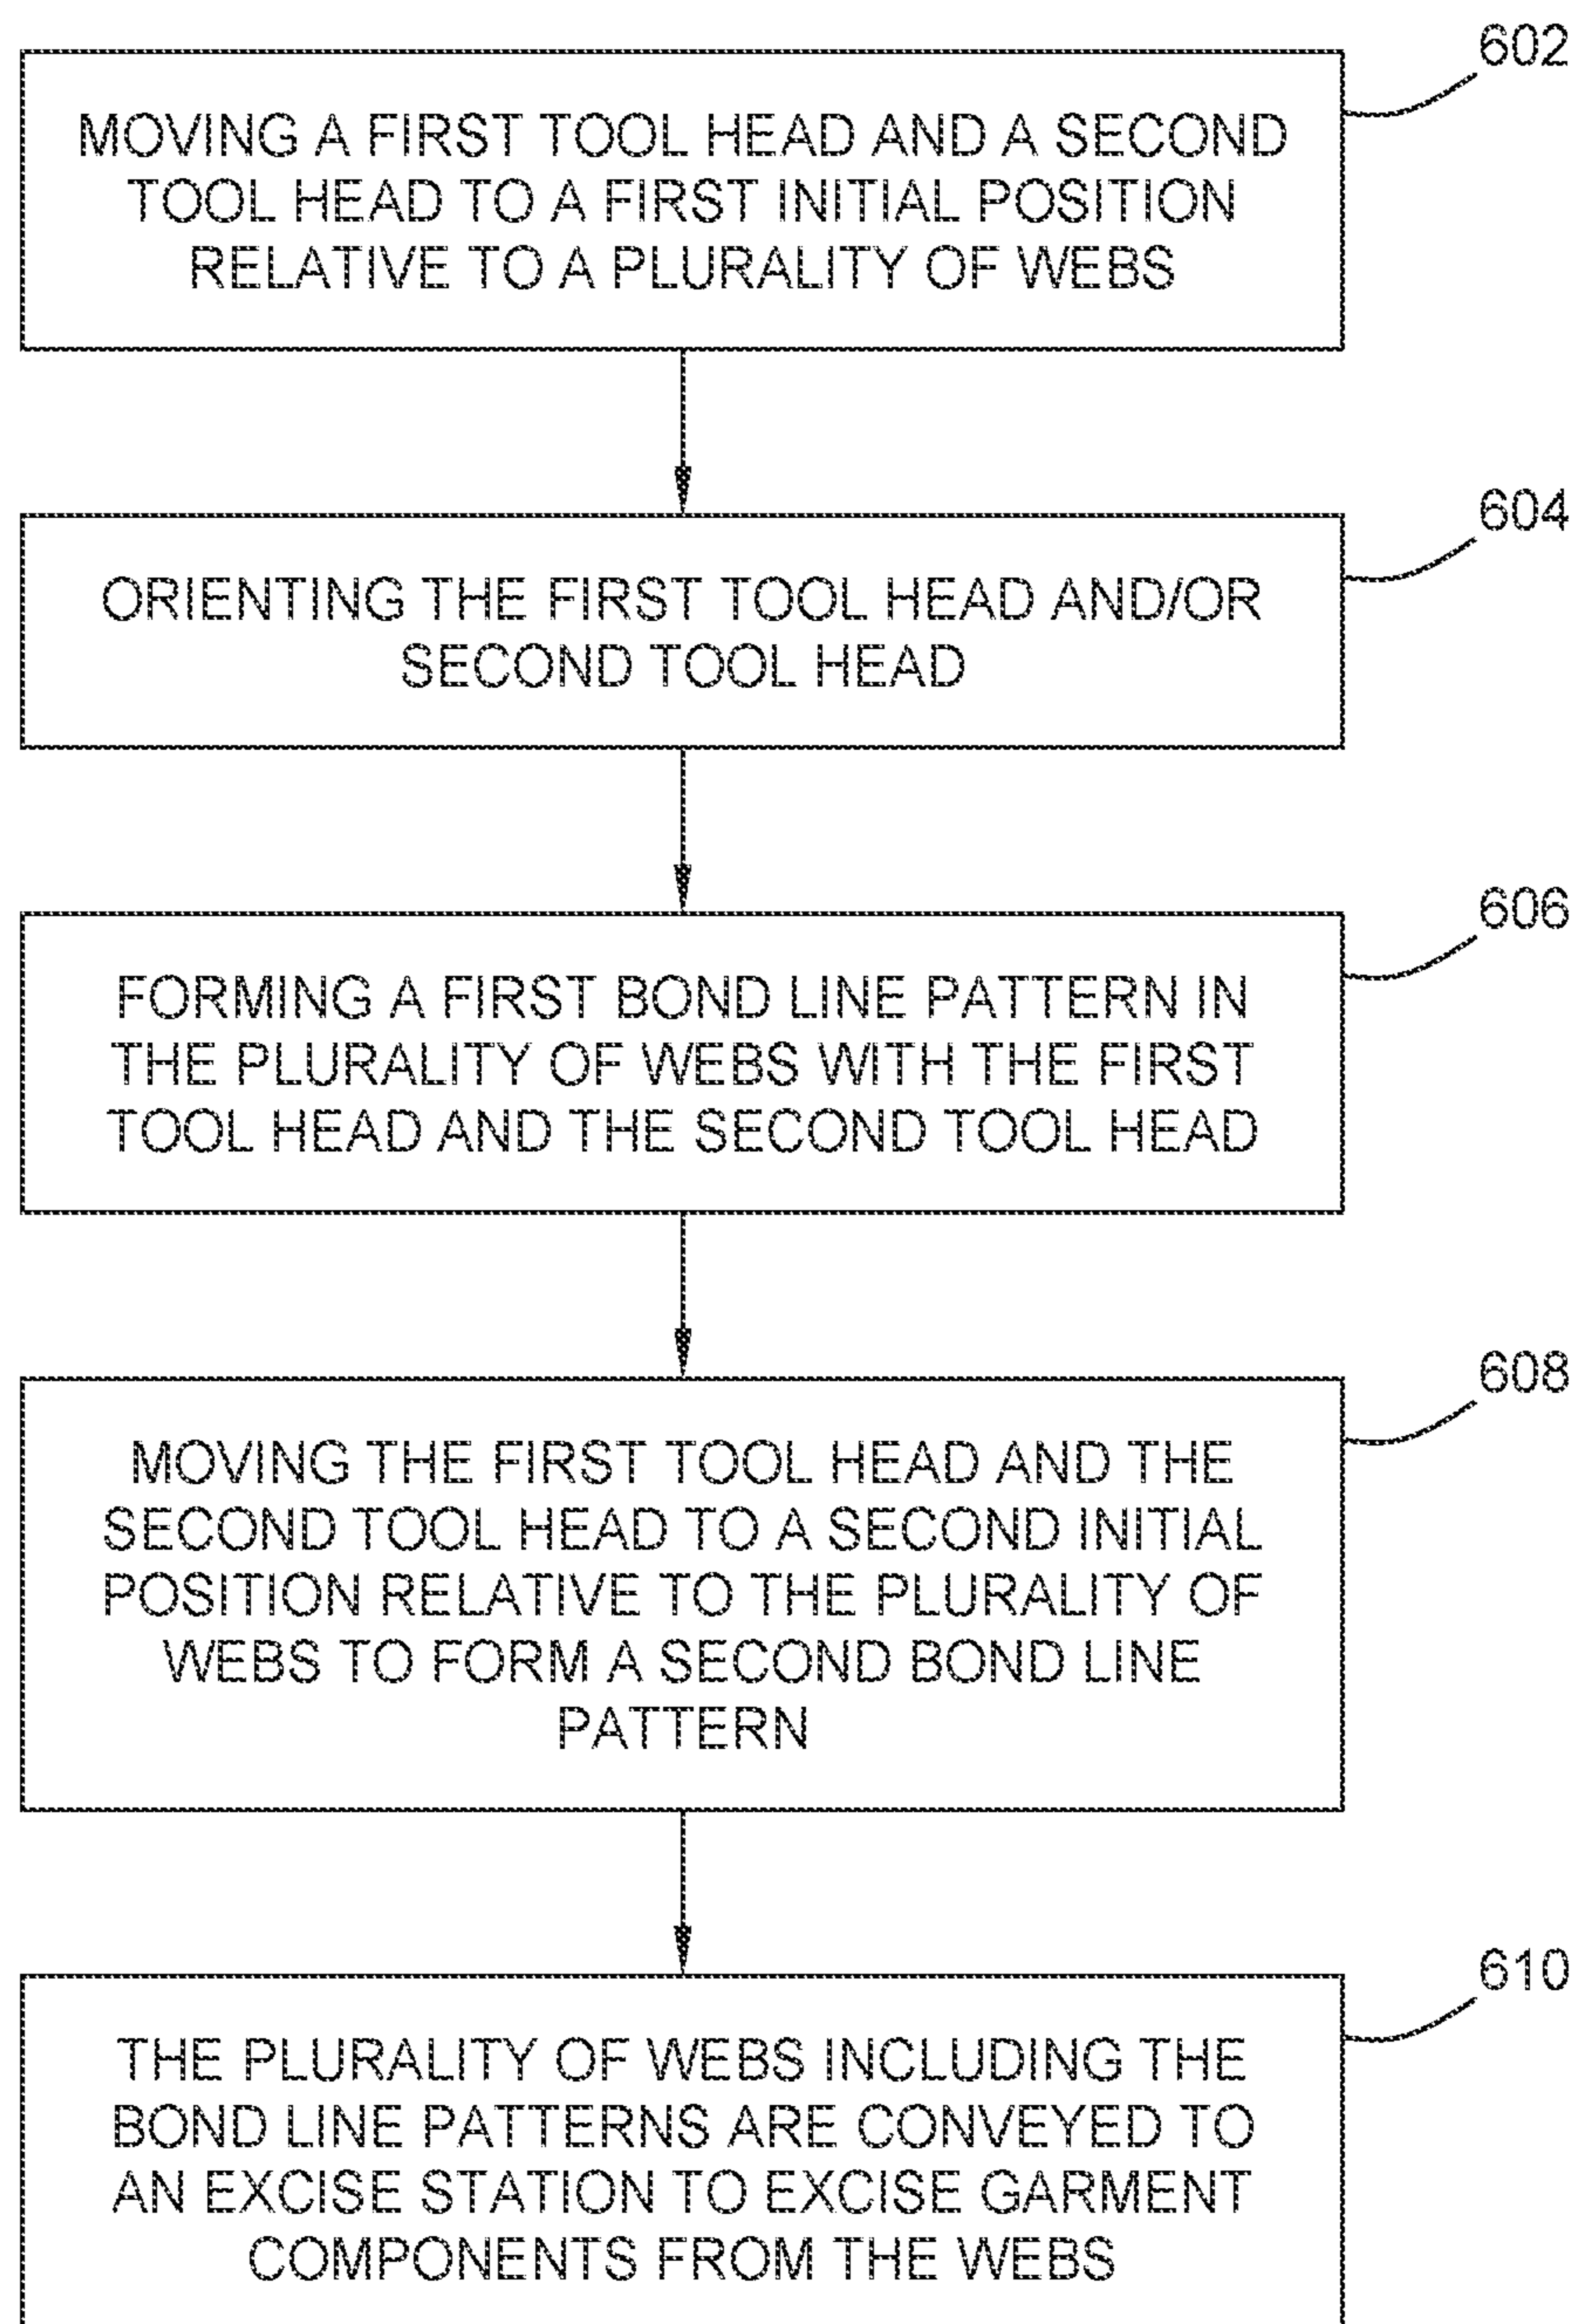 602
MOVING A FIRST TOOL HEAD AND A SECOND
TOOL HEAD TO A FIRST INITIAL POSITION
RELATIVE TO A PLURALITY OF WEBS
604
ORIENTING THE FIRST TOOL HEAD AND/OR
SECOND TOOL HEAD
606
FORMING A FIRST BOND LINE PATTERN IN
THE PLURALITY OF WEBS WITH THE FIRST
TOOL HEAD AND THE SECOND TOOL HEAD
608
MOVING THE FIRST TOOL HEAD AND THE
SECOND TOOL HEAD TO A SECOND INITIAL
POSITION RELATIVE TO THE PLURALITY OF
WEBS TO FORM A SECOND BOND LINE
PATTERN
610
THE PLURALITY OF WEBS INCLUDING THE
BOND LINE PATTERNS ARE CONVEYED TO
AN EXCISE STATION TO EXCISE GARMENT
COMPONENTS FROM THE WEBS